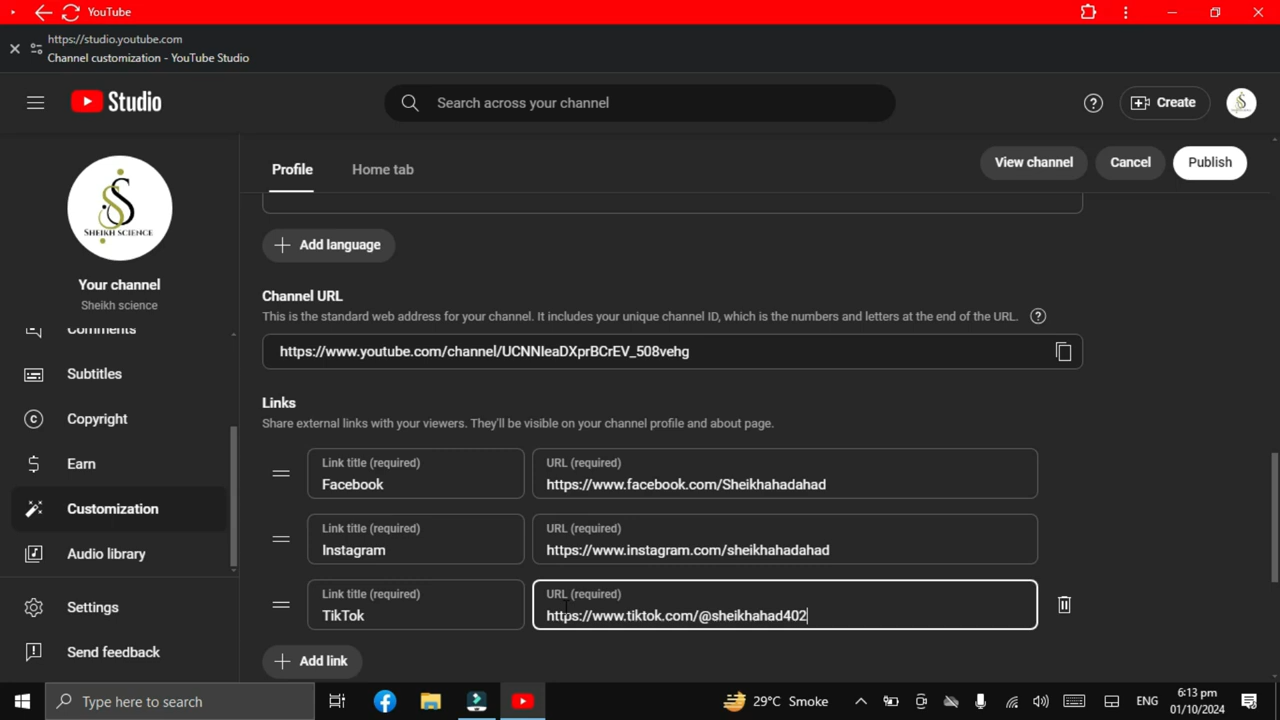 YouTube
https://studio.youtube.com
Channel customization - YouTube Studio
Studio
Search across your channel
Create
Profile
Home tab
View channel
Cancel
Publish
SHEIKH SCIENCE
Your channel
Sheikh science
Comments
Subtitles
Copyright
Earn
Customization
Audio library
Settings
Send feedback
Add language
Channel URL
This is the standard web address for your channel. It includes your unique channel ID, which is the numbers and letters at the end of the URL.
https://www.youtube.com/channel/UCNNIeaDXprBCrEV_508vehg
Links
Share external links with your viewers. They'll be visible on your channel profile and about page.
Link title (required)
Facebook
URL (required)
https://www.facebook.com/Sheikhahadahad
Link title (required)
Instagram
URL (required)
https://www.instagram.com/sheikhahadahad
Link title (required)
TikTok
URL (required)
https://www.tiktok.com/@sheikhahad402
Add link
Type here to search
29°C Smoke
ENG
6:13 pm
01/10/2024